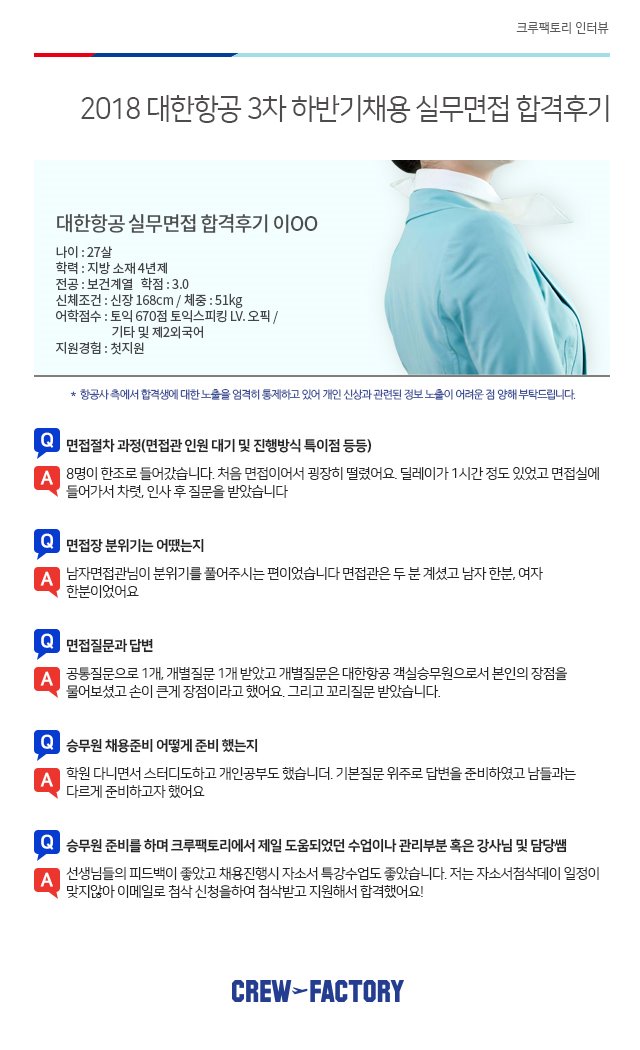 크루팩토리 인터뷰
2018 대한항공 3차 하반기채용 실무면접 합격후기
대한항공 실무면접 합격후기 이OO
나이 : 27살
학력 : 지방 소재 4년제
전공 : 보건계열 학점 : 3.0
신체조건 : 신장 168cm / 체중 : 51kg
어학점수 : 토익 670점 토익스피킹 LV. 오픽 /
기타 및 제2외국어
지원경험 : 첫지원
* 항공사 측에서 합격생에 대한 노출을 엄격히 통제하고 있어 개인 신상과 관련된 정보 노출이 어려운 점 양해 부탁드립니다.
Q 면접절차 과정(면접관 인원 대기 및 진행방식 특이점 등등)
A 8명이 한조로 들어갔습니다. 처음 면접이어서 굉장히 떨렸어요. 딜레이가 1시간 정도 있었고 면접실에
들어가서 차렷, 인사 후 질문을 받았습니다
Q 면접장 분위기는 어땠는지
A 남자면접관님이 분위기를 풀어주시는 편이었습니다 면접관은 두 분 계셨고 남자 한분, 여자
한분이었어요
Q 면접질문과 답변
A 공통질문으로 1개, 개별질문 1개 받았고 개별질문은 대한항공 객실승무원으로서 본인의 장점을
물어보셨고 손이 큰게 장점이라고 했어요. 그리고 꼬리질문 받았습니다.
Q 승무원 채용준비 어떻게 준비 했는지
A 학원 다니면서 스터디도하고 개인공부도 했습니더. 기본질문 위주로 답변을 준비하였고 남들과는
다르게 준비하고자 했어요
Q 승무원 준비를 하며 크루팩토리에서 제일 도움되었던 수업이나 관리부분 혹은 강사님 및 담당쌤
A 선생님들의 피드백이 좋았고 채용진행시 자소서 특강수업도 좋았습니다. 저는 자소서첨삭데이 일정이
맞지않아 이메일로 첨삭 신청을하여 첨삭받고 지원해서 합격했어요!
CREW FACTORY